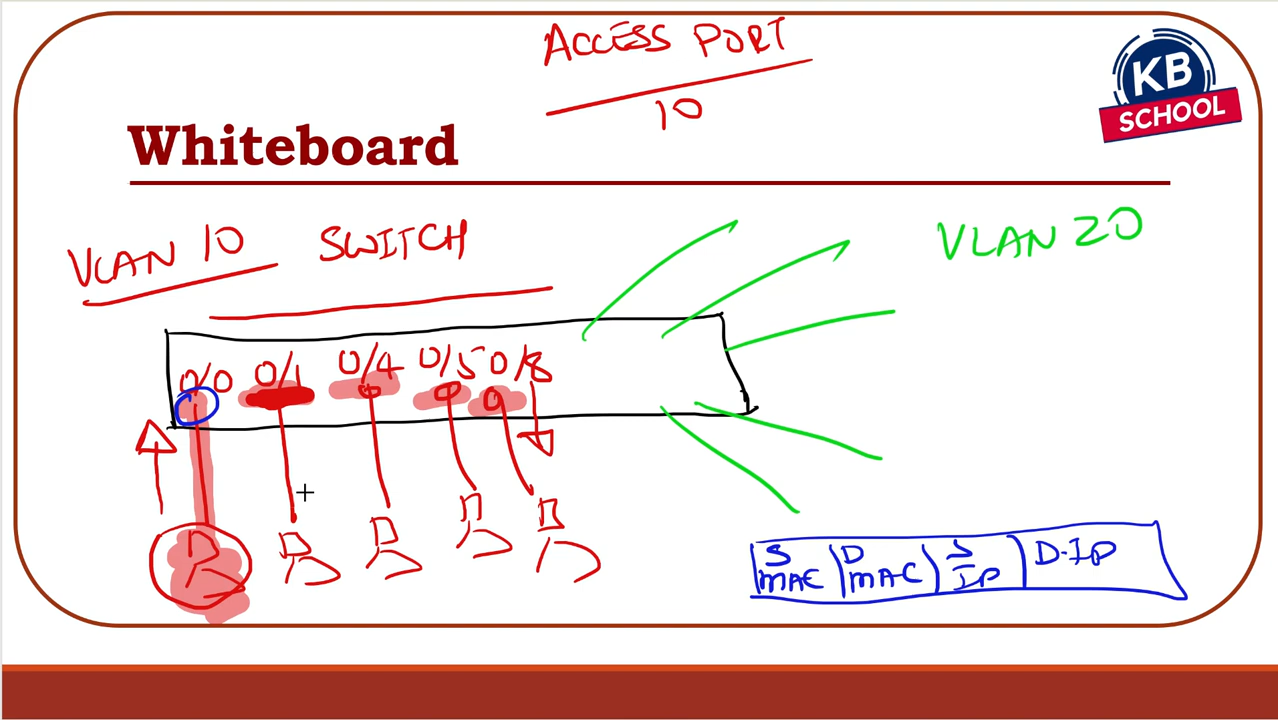 ACCESS PORT
10
KB
SCHOOL
Whiteboard
VLAN 10 SWITCH
VLAN 20
0/0 0/1 0/4 0/5 0/8
S MAC D MAC S IP D-IP